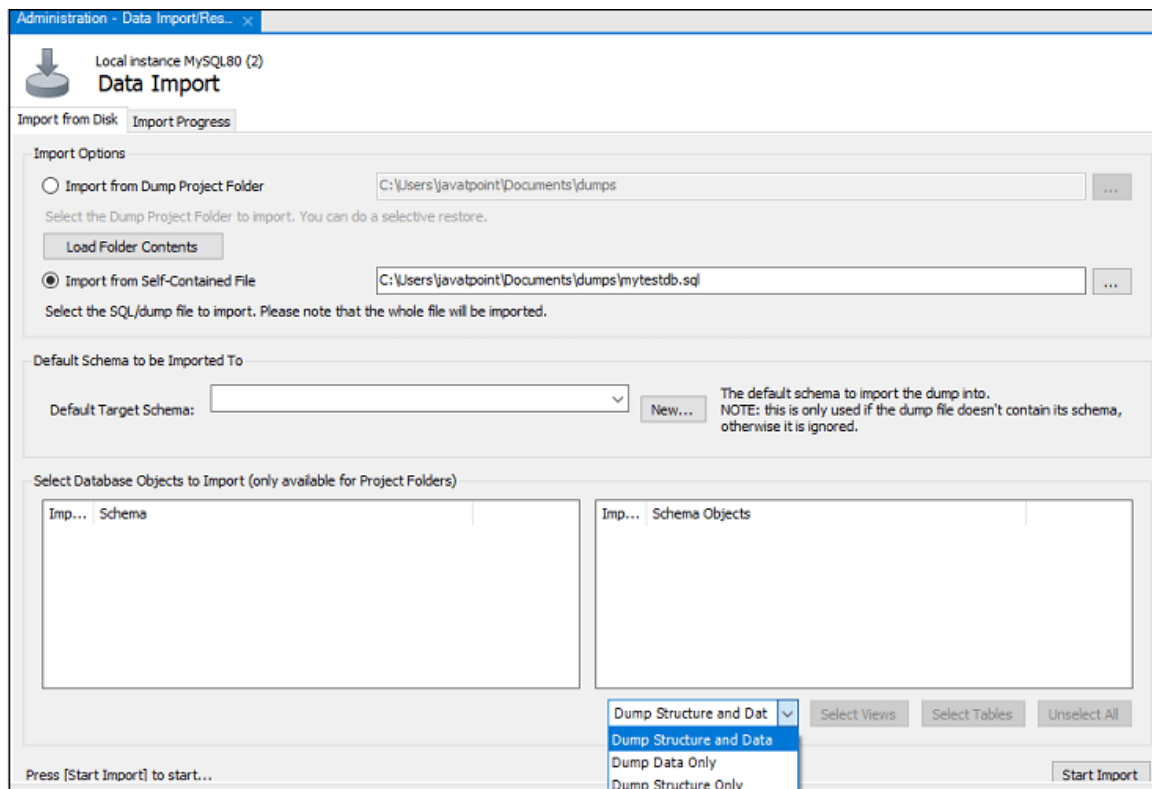 Administration - Data Import/Res...
Local instance MySQL80 (2)
Data Import
Import from Disk
Import Progress
Import Options
Import from Dump Project Folder
C:\Users\javatpoint\Documents\dumps
...
Select the Dump Project Folder to import. You can do a selective restore.
Load Folder Contents
Import from Self-Contained File
C:\Users\javatpoint\Documents\dumps\mytestdb.sql
...
Select the SQL/dump file to import. Please note that the whole file will be imported.
Default Schema to be Imported To
Default Target Schema:
New...
The default schema to import the dump into.
NOTE: this is only used if the dump file doesn't contain its schema,
otherwise it is ignored.
Select Database Objects to Import (only available for Project Folders)
Imp... Schema
Imp... Schema Objects
Dump Structure and Dat
Select Views
Select Tables
Unselect All
Dump Structure and Data
Dump Data Only
Dump Structure Only
Press [Start Import] to start...
Start Import